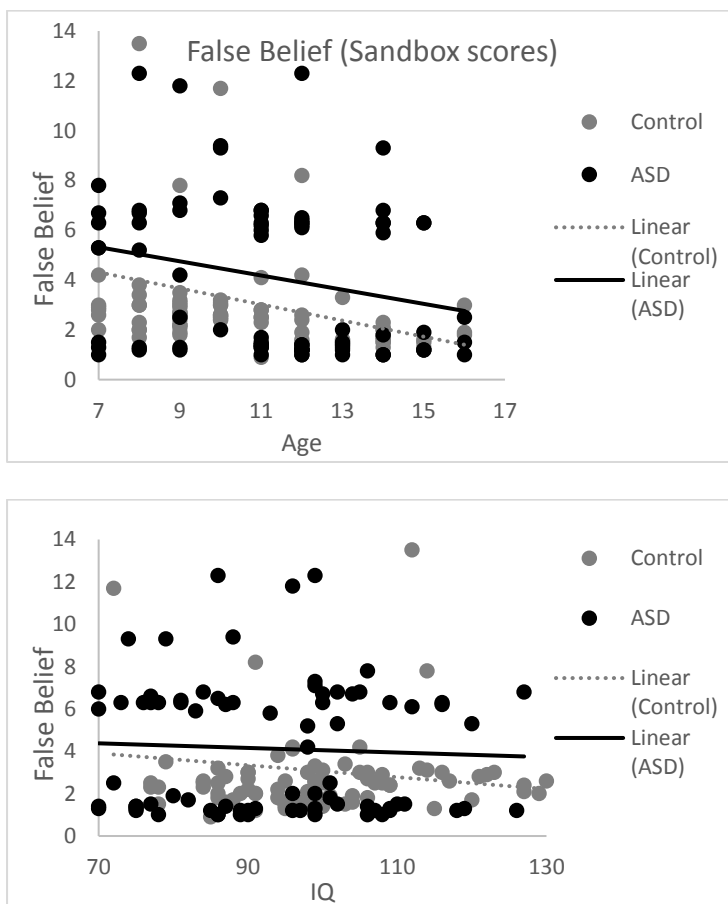 False Belief (Sandbox scores)
14
12
10
8
6
4
2
0
False Belief
7
9
11
13
15
17
Age
Control
ASD
Linear
(Control)
Linear
(ASD)
14
12
10
8
6
4
2
0
False Belief
70
90
110
130
IQ
Control
ASD
Linear
(Control)
Linear
(ASD)